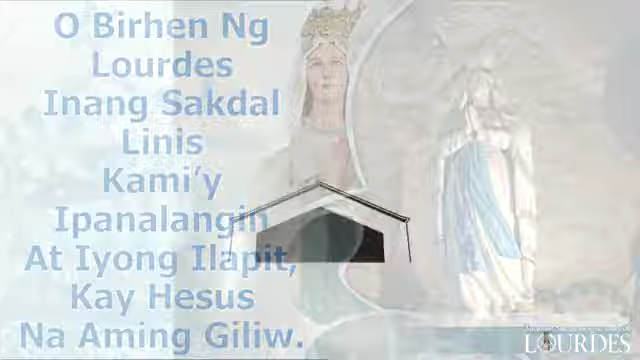 O Birhen Ng
Lourdes
Inang Sakdal
Linis
Kami'y
Ipanalangin
At Iyong Ilapit,
Kay Hesus
Na Aming Giliw.
LOURDES